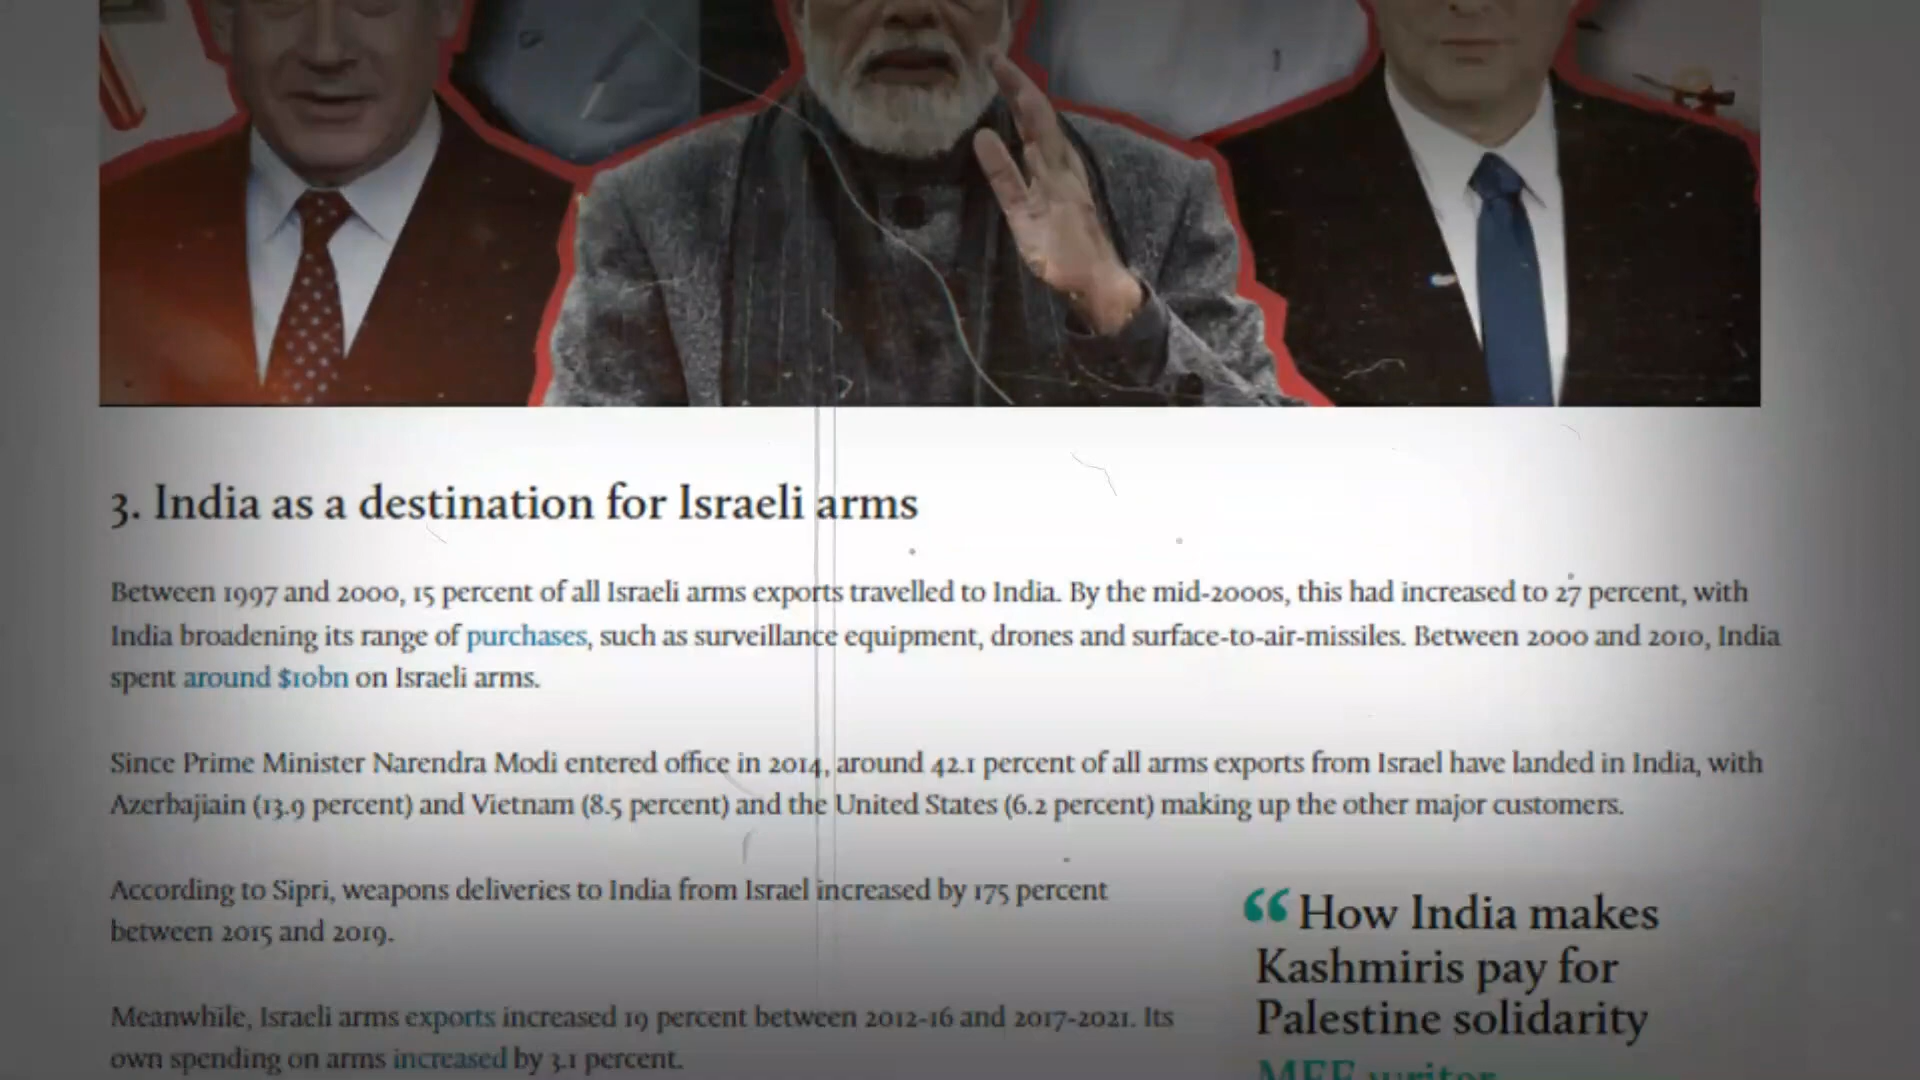 3. India as a destination for Israeli arms
Between 1997 and 2000, 15 percent of all Israeli arms exports travelled to India. By the mid-2000s, this had increased to 27 percent, with
India broadening its range of purchases, such as surveillance equipment, drones and surface-to-air-missiles. Between 2000 and 2010, India
spent around $10bn on Israeli arms.
Since Prime Minister Narendra Modi entered office in 2014, around 42.1 percent of all arms exports from Israel have landed in India, with
Azerbajiain (13.9 percent) and Vietnam (8.5 percent) and the United States (6.2 percent) making up the other major customers.
According to Sipri, weapons deliveries to India from Israel increased by 175 percent
between 2015 and 2019.
Meanwhile, Israeli arms exports increased 19 percent between 2012-16 and 2017-2021. Its
own spending on arms increased by 3.1 percent.
“How India makes
Kashmiris pay for
Palestine solidarity
MEE writer